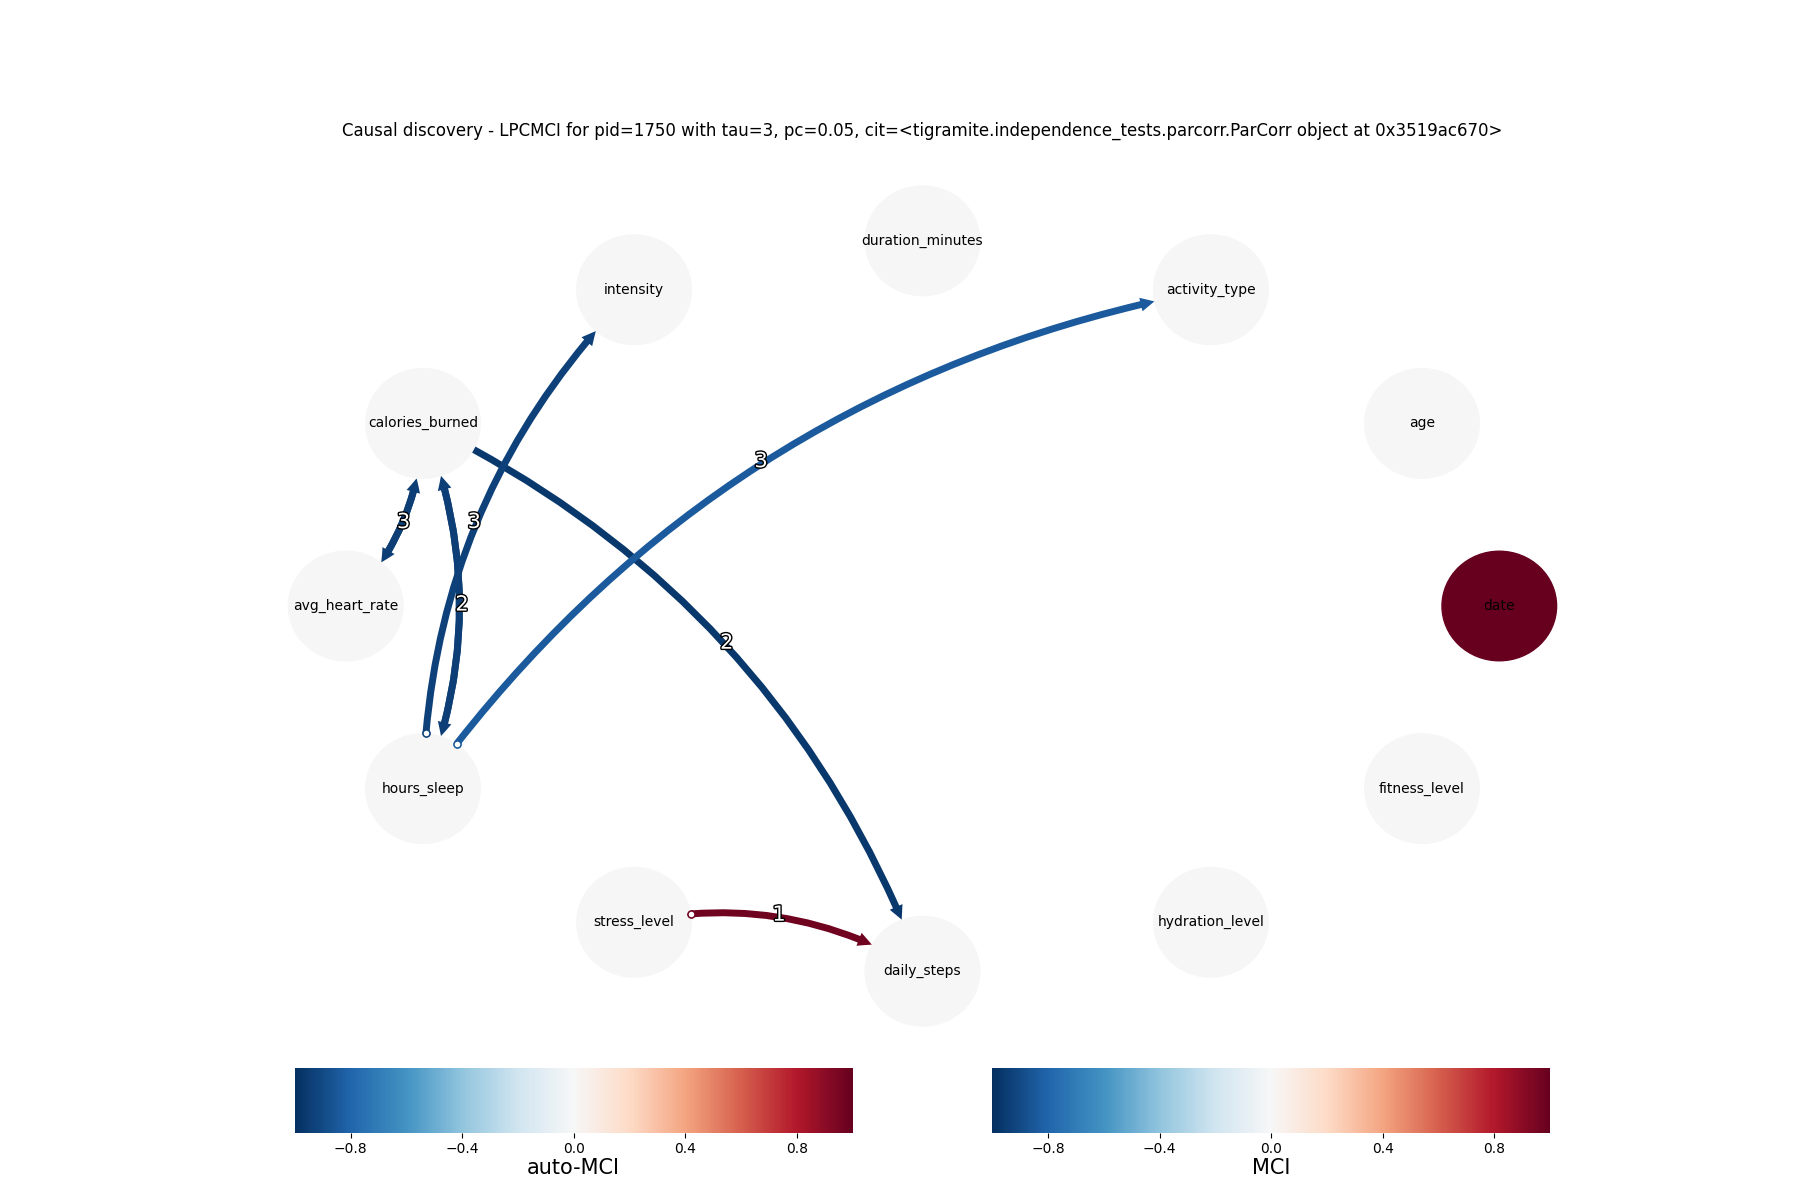 Causal discovery - LPCMCI for pid=1750 with tau=3, pc=0.05, cit=<tigramite.independence_tests.parcorr.ParCorr object at 0x3519ac670>
duration_minutes
intensity
activity_type
calories_burned
age
3
3
3
avg_heart_rate
2
date
2
hours_sleep
fitness_level
1
stress_level
hydration_level
daily_steps
−0.8 −0.4 0.0 0.4 0.8
auto-MCI
−0.8 −0.4 0.0 0.4 0.8
MCI